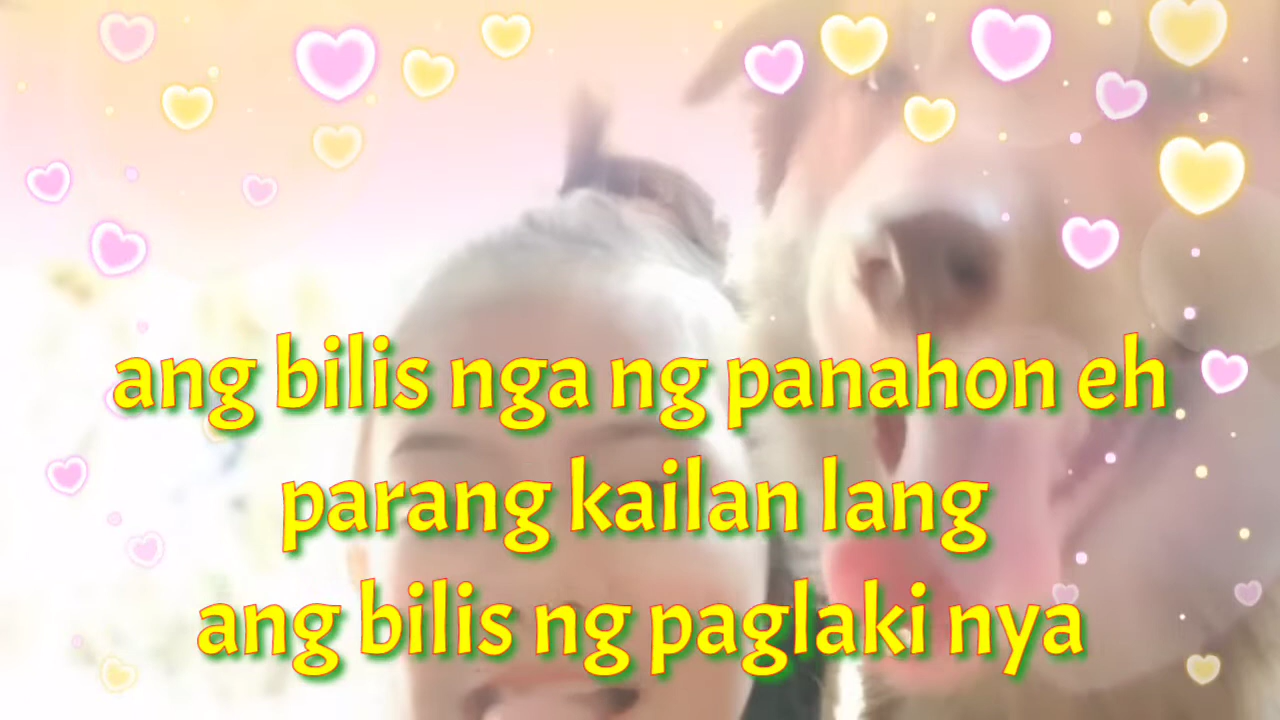 ang bilis nga ng panahon eh
parang kailan lang
ang bilis ng paglaki nya